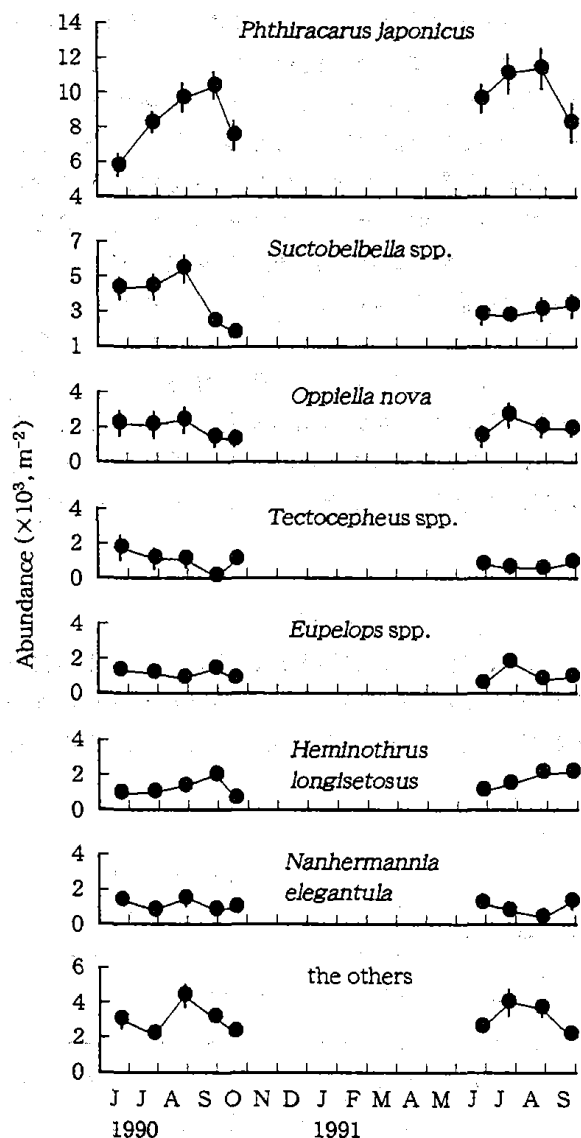 Phthiracarus japonicus
14
12
10
8
6
4
Suctobelbella spp.
7
5
3
1
Oppiella nova
4
2
0
Tectocepheus spp.
4
2
0
Eupelops spp.
4
2
0
Heminothrus
longisetosus
4
2
0
Nanhermannia
elegantula
4
2
0
the others
6
4
2
0
Abundance (×10³, m⁻²)
J J A S O N D J F M A M J J A S
1990 1991